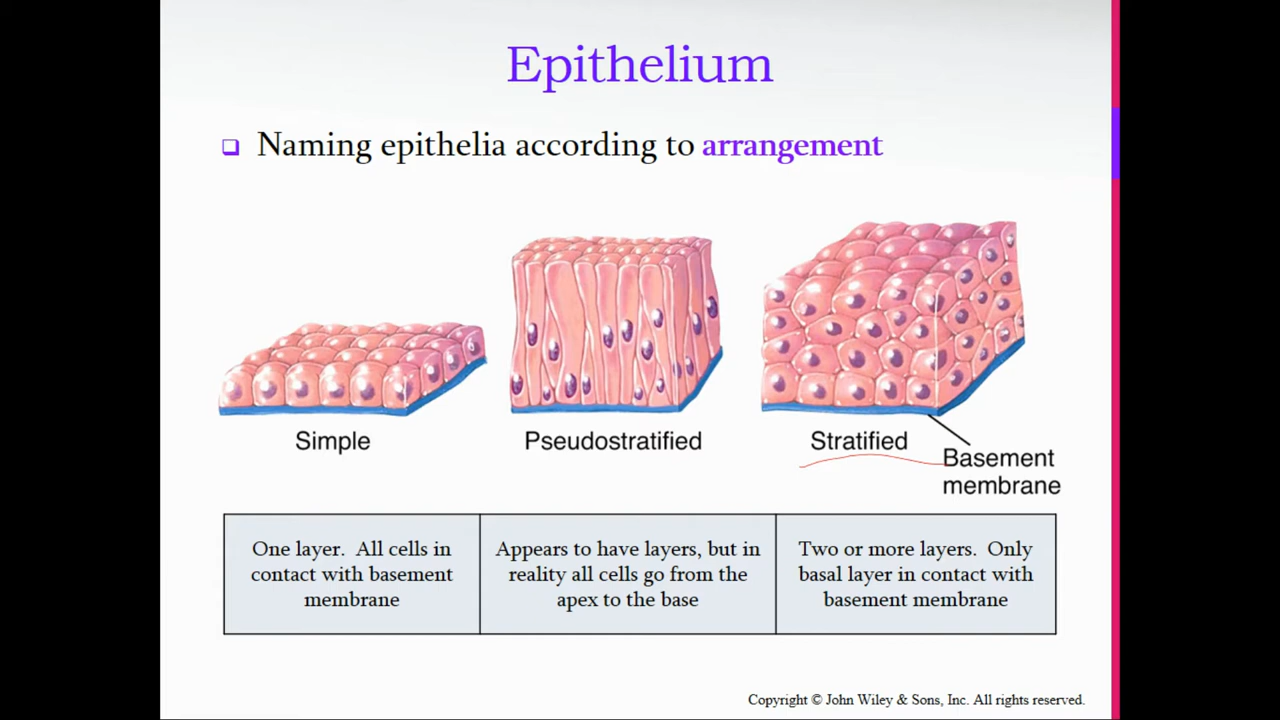 Epithelium
❑ Naming epithelia according to arrangement
Simple
Pseudostratified
Stratified
Basement
membrane
One layer. All cells in
contact with basement
membrane
Appears to have layers, but in
reality all cells go from the
apex to the base
Two or more layers. Only
basal layer in contact with
basement membrane
Copyright © John Wiley & Sons, Inc. All rights reserved.